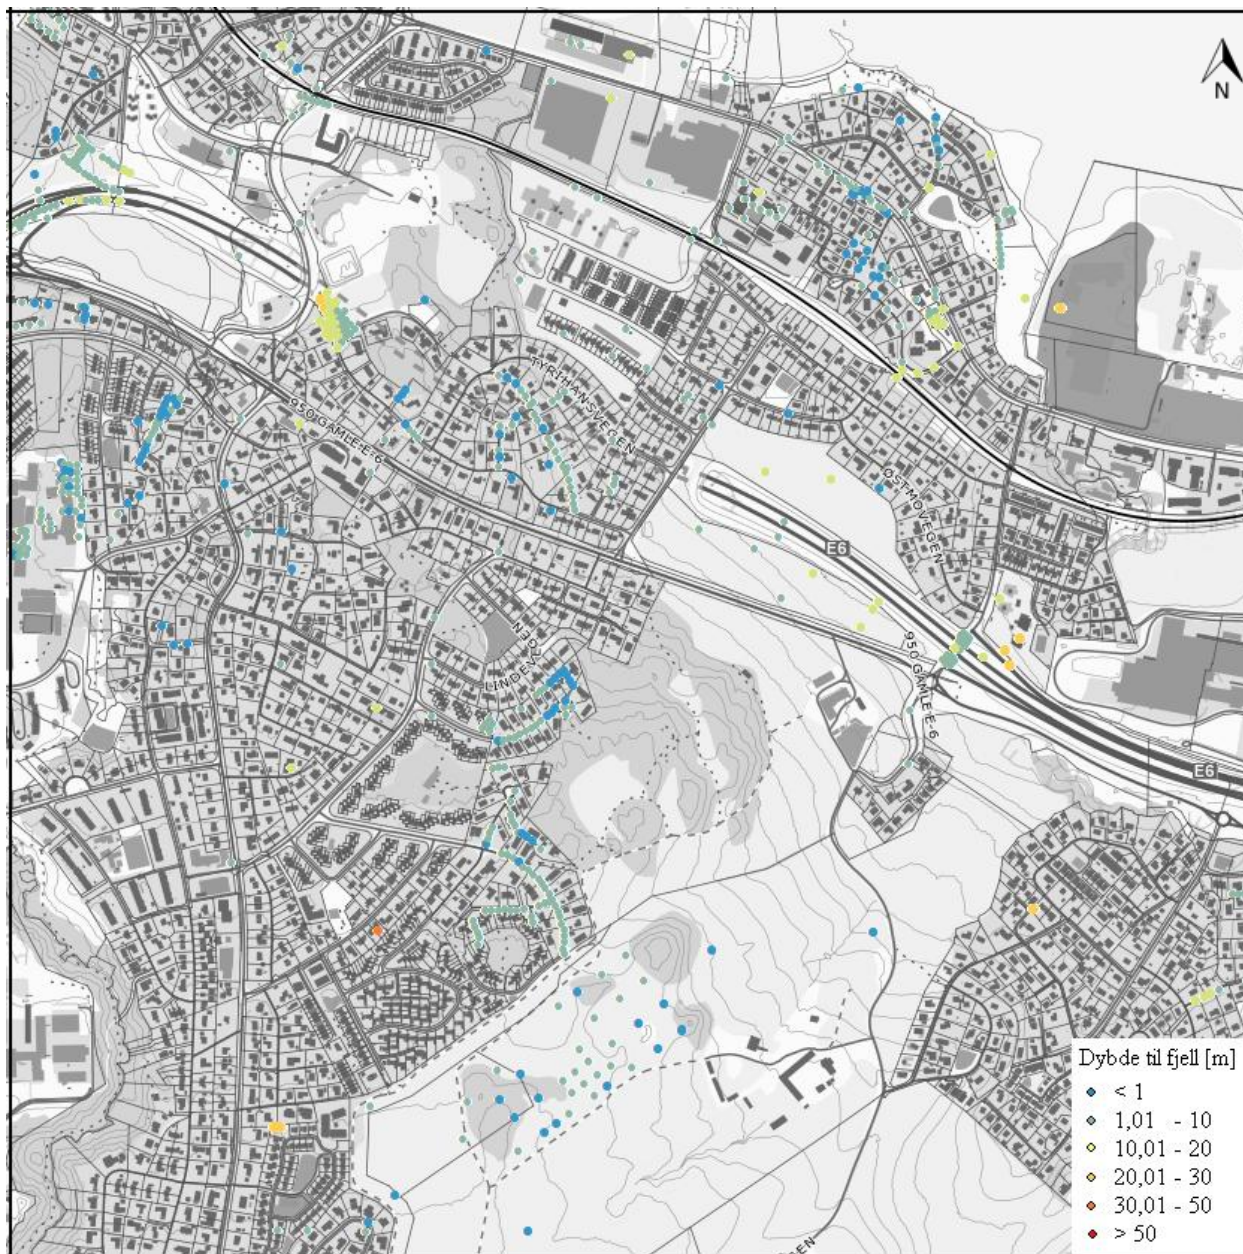 N
TYRIHANSVEGEN
950 GAMLE E 6
ØSTMOVEGEN
E6
LINDEN
950 GAMLE E-6
E6
Dybde til fjell [m]
< 1
1,01 - 10
10,01 - 20
20,01 - 30
30,01 - 50
> 50